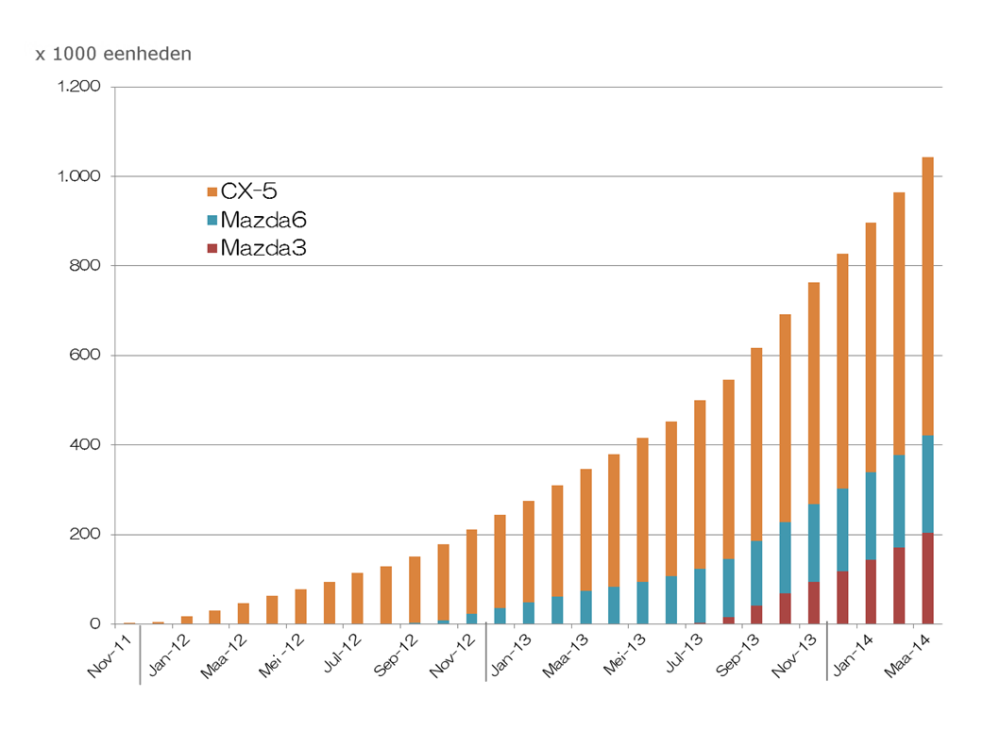 x 1000 eenheden
1.200
1.000
800
600
400
200
0
CX-5
Mazda6
Mazda3
Nov-11
Jan-12
Maa-12
Mei-12
Jul-12
Sep-12
Nov-12
Jan-13
Maa-13
Mei-13
Jul-13
Sep-13
Nov-13
Jan-14
Maa-14